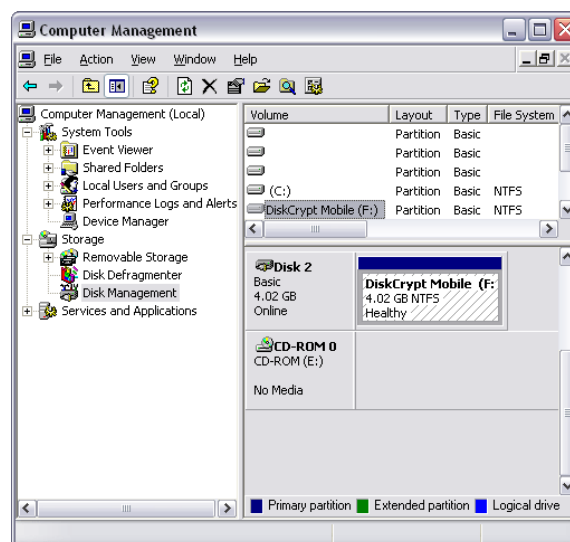 Computer Management
File Action View Window Help
Computer Management (Local)
System Tools
Event Viewer
Shared Folders
Local Users and Groups
Performance Logs and Alerts
Device Manager
Storage
Removable Storage
Disk Defragmenter
Disk Management
Services and Applications
Volume Layout Type File System
Partition Basic
Partition Basic
Partition Basic
(C:) Partition Basic NTFS
DiskCrypt Mobile (F:) Partition Basic NTFS
Disk 2
Basic
4.02 GB
Online
DiskCrypt Mobile (F:
4.02 GB NTFS
Healthy
CD-ROM 0
CD-ROM (E:)
No Media
Primary partition Extended partition Logical drive